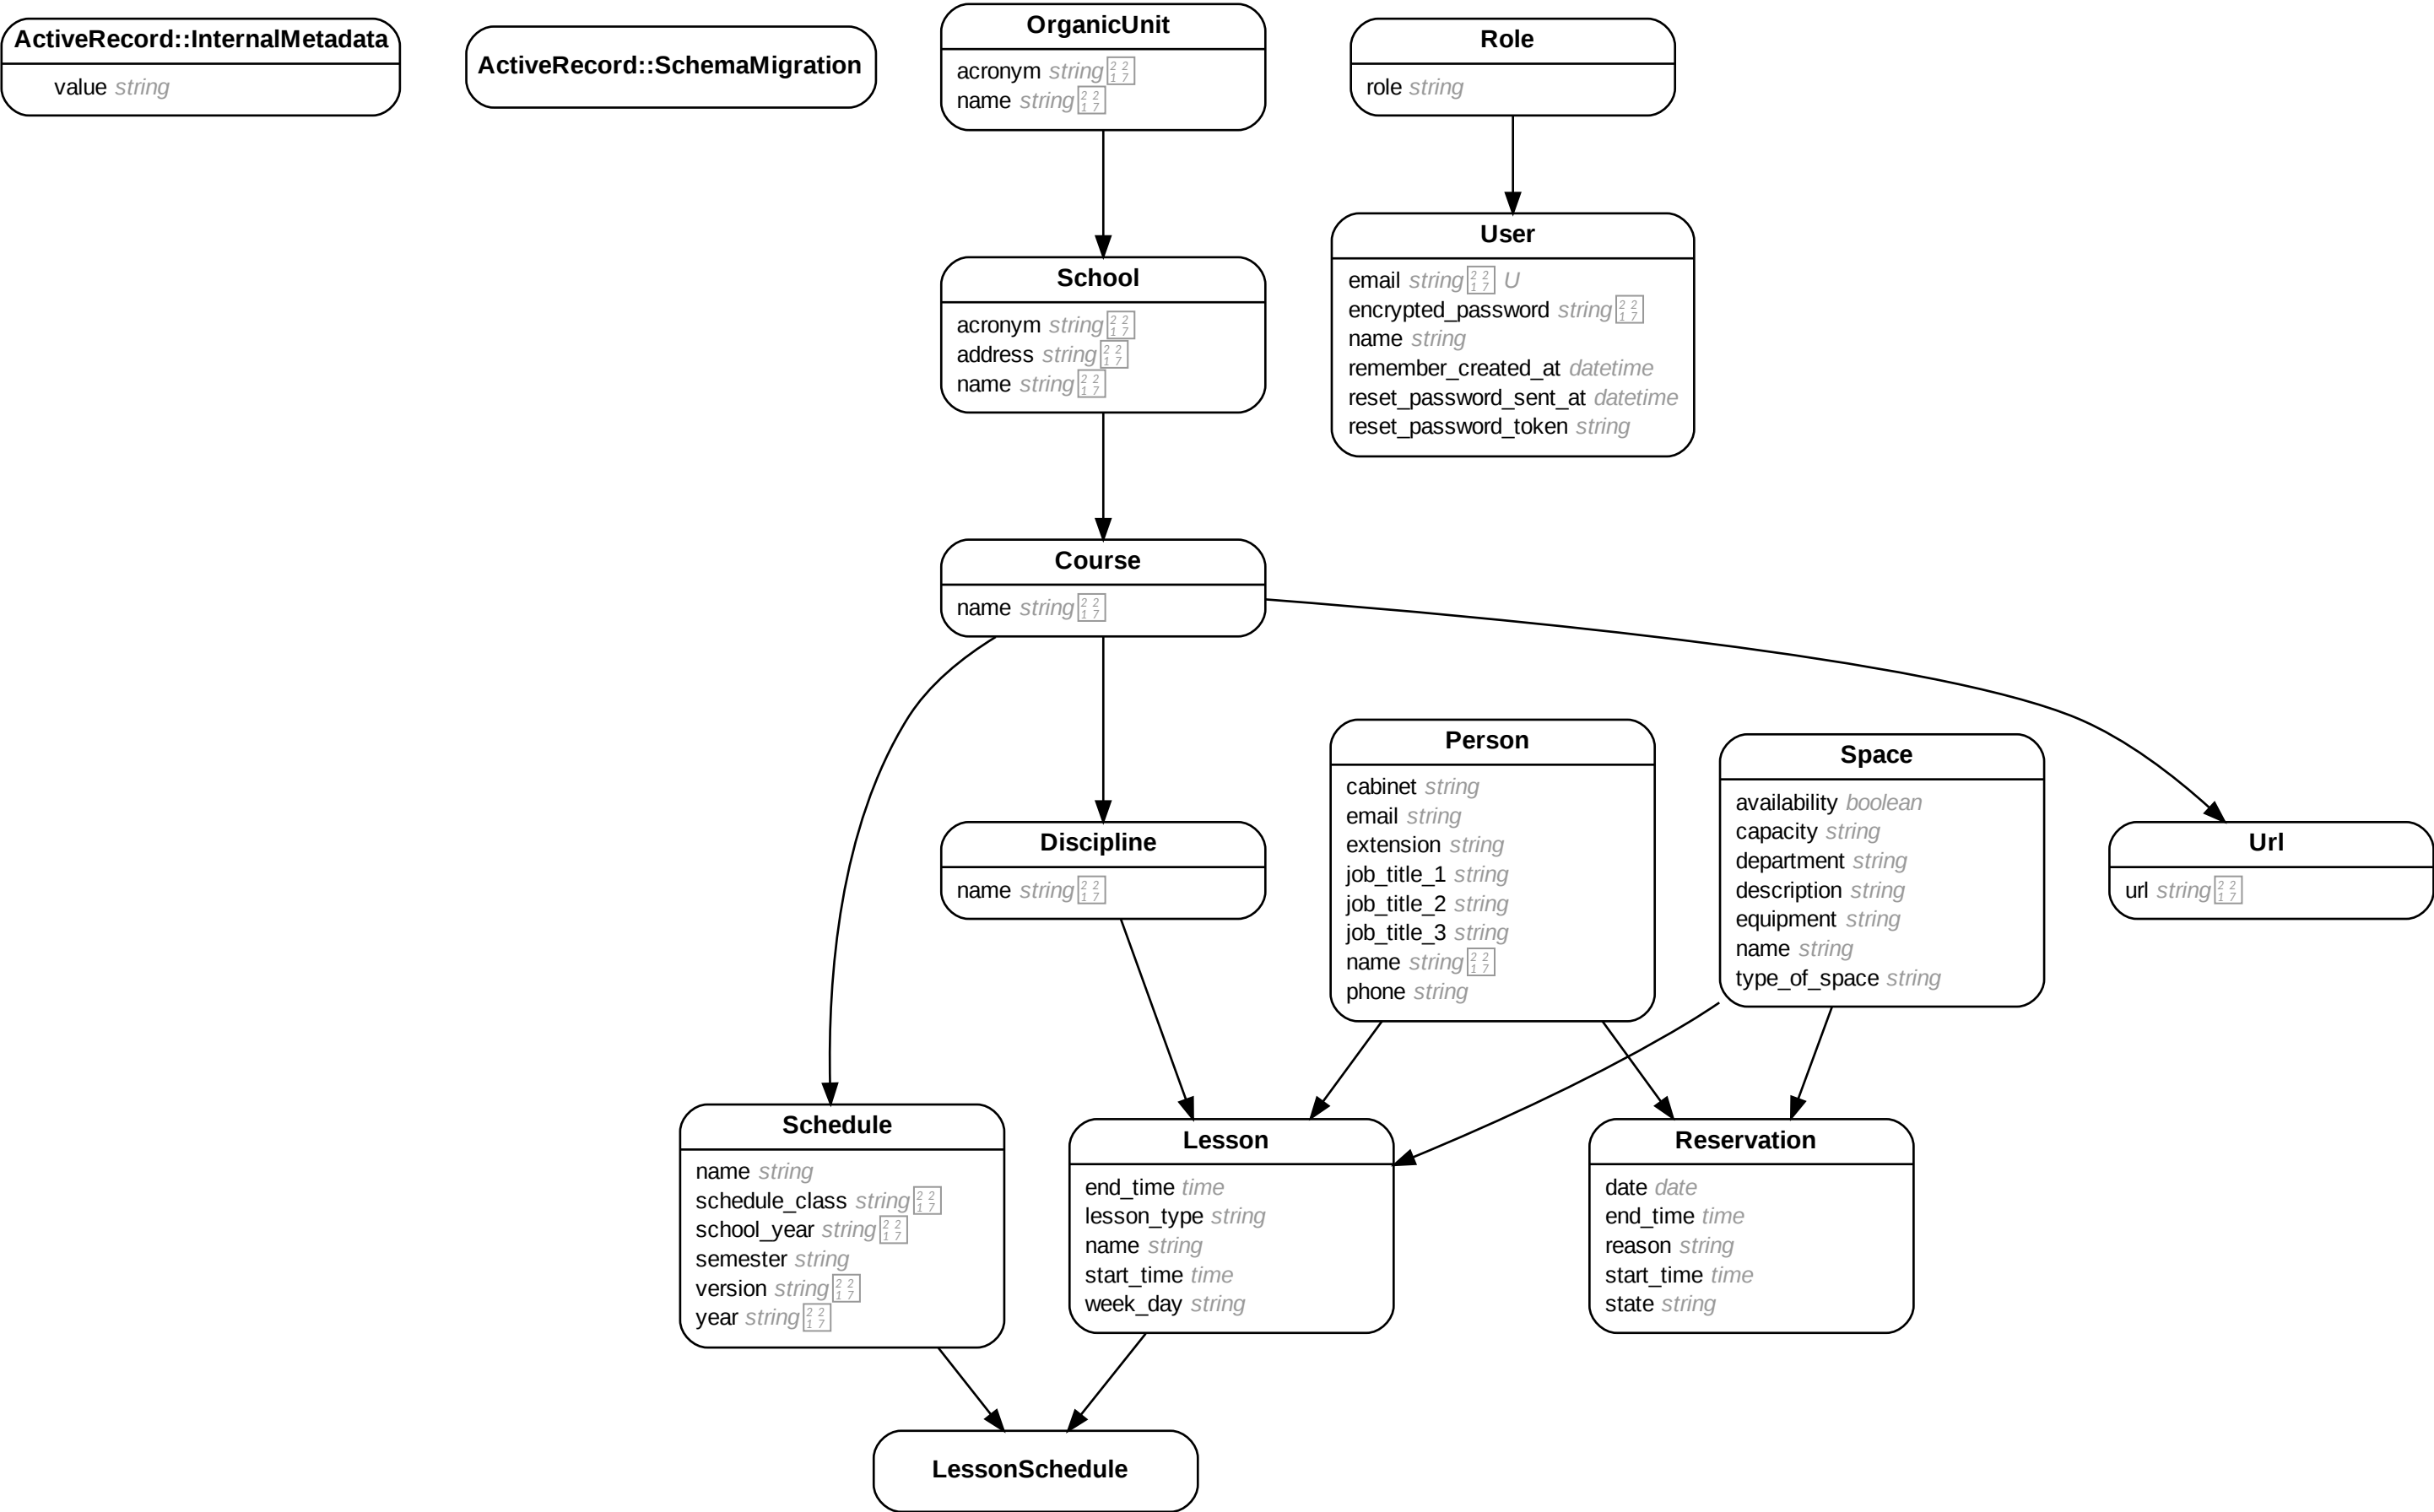 ActiveRecord::InternalMetadata
value string
ActiveRecord::SchemaMigration
OrganicUnit
acronym string
name string
Role
role string
School
acronym string
address string
name string
User
email string U
encrypted_password string
name string
remember_created_at datetime
reset_password_sent_at datetime
reset_password_token string
Course
name string
Discipline
name string
Person
cabinet string
email string
extension string
job_title_1 string
job_title_2 string
job_title_3 string
name string
phone string
Space
availability boolean
capacity string
department string
description string
equipment string
name string
type_of_space string
Url
url string
Schedule
name string
schedule_class string
school_year string
semester string
version string
year string
Lesson
end_time time
lesson_type string
name string
start_time time
week_day string
Reservation
date date
end_time time
reason string
start_time time
state string
LessonSchedule